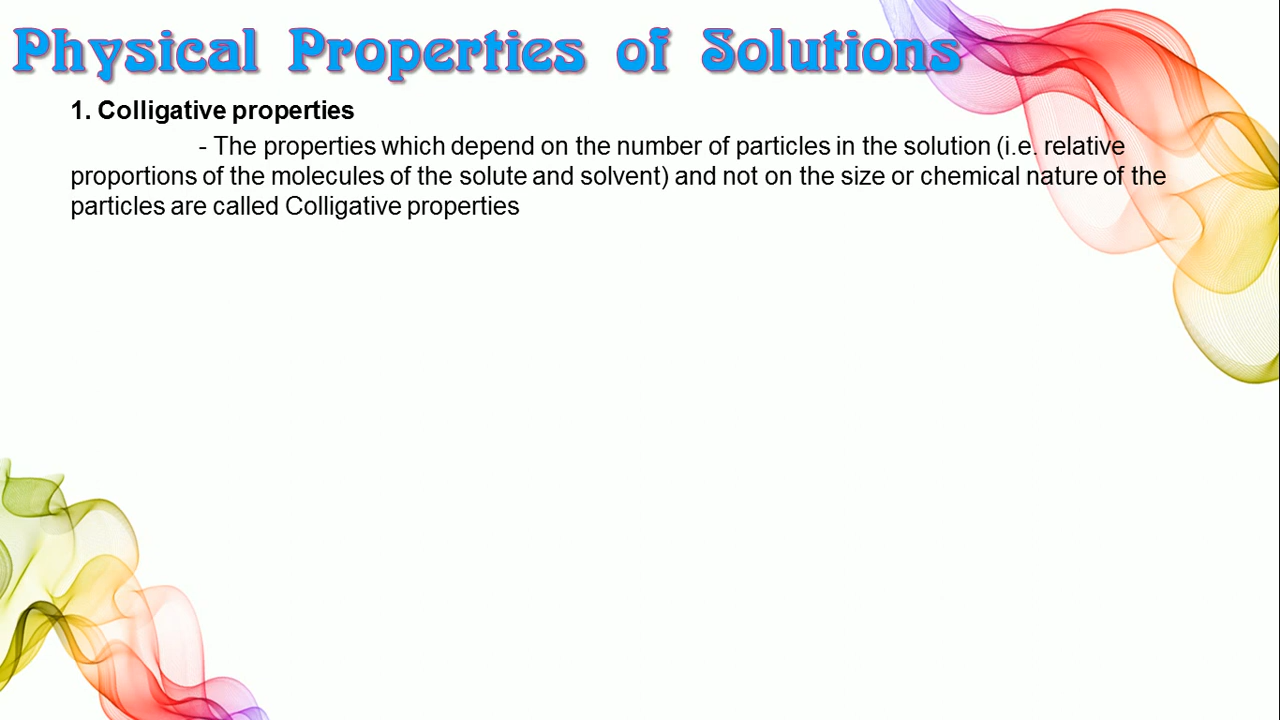 Physical Properties of Solutions
1. Colligative properties
- The properties which depend on the number of particles in the solution (i.e. relative
proportions of the molecules of the solute and solvent) and not on the size or chemical nature of the
particles are called Colligative properties